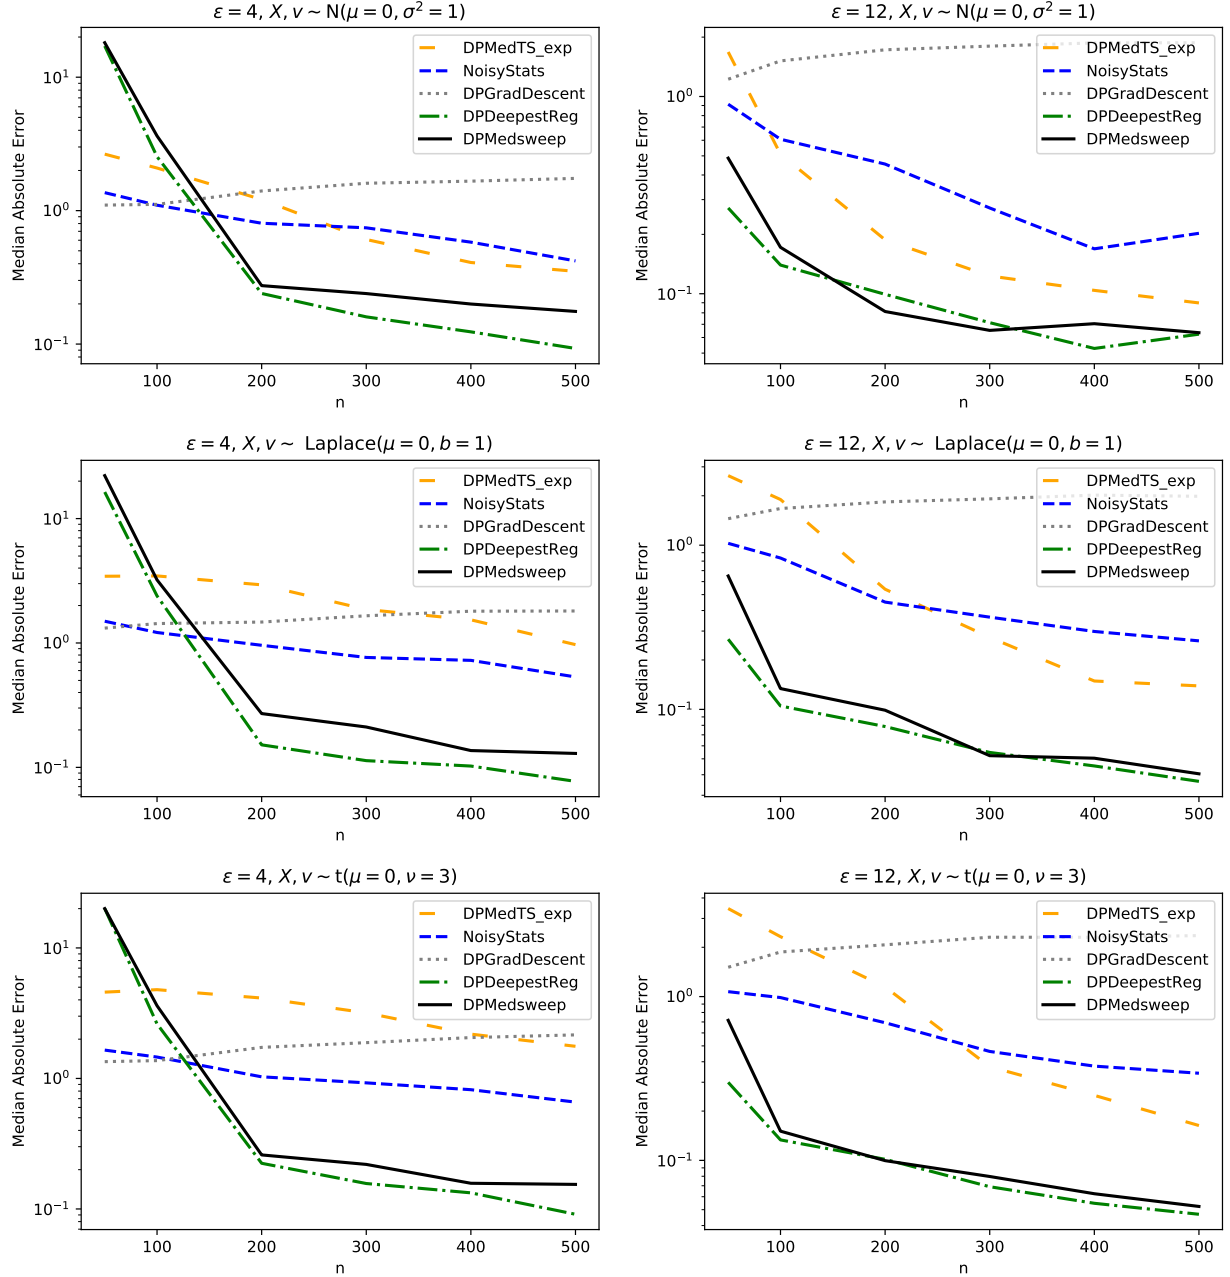 ε = 4, X, v ∼ N(μ = 0, σ² = 1)
Median Absolute Error
10¹
10⁰
10⁻¹
DPMedTS_exp
NoisyStats
DPGradDescent
DPDeepestReg
DPMedsweep
100 200 300 400 500
n
ε = 12, X, v ∼ N(μ = 0, σ² = 1)
Median Absolute Error
10⁰
10⁻¹
DPMedTS_exp
NoisyStats
DPGradDescent
DPDeepestReg
DPMedsweep
100 200 300 400 500
n
ε = 4, X, v ∼ Laplace(μ = 0, b = 1)
Median Absolute Error
10¹
10⁰
10⁻¹
DPMedTS_exp
NoisyStats
DPGradDescent
DPDeepestReg
DPMedsweep
100 200 300 400 500
n
ε = 12, X, v ∼ Laplace(μ = 0, b = 1)
Median Absolute Error
10⁰
10⁻¹
DPMedTS_exp
NoisyStats
DPGradDescent
DPDeepestReg
DPMedsweep
100 200 300 400 500
n
ε = 4, X, v ∼ t(μ = 0, ν = 3)
Median Absolute Error
10¹
10⁰
10⁻¹
DPMedTS_exp
NoisyStats
DPGradDescent
DPDeepestReg
DPMedsweep
100 200 300 400 500
n
ε = 12, X, v ∼ t(μ = 0, ν = 3)
Median Absolute Error
10⁰
10⁻¹
DPMedTS_exp
NoisyStats
DPGradDescent
DPDeepestReg
DPMedsweep
100 200 300 400 500
n